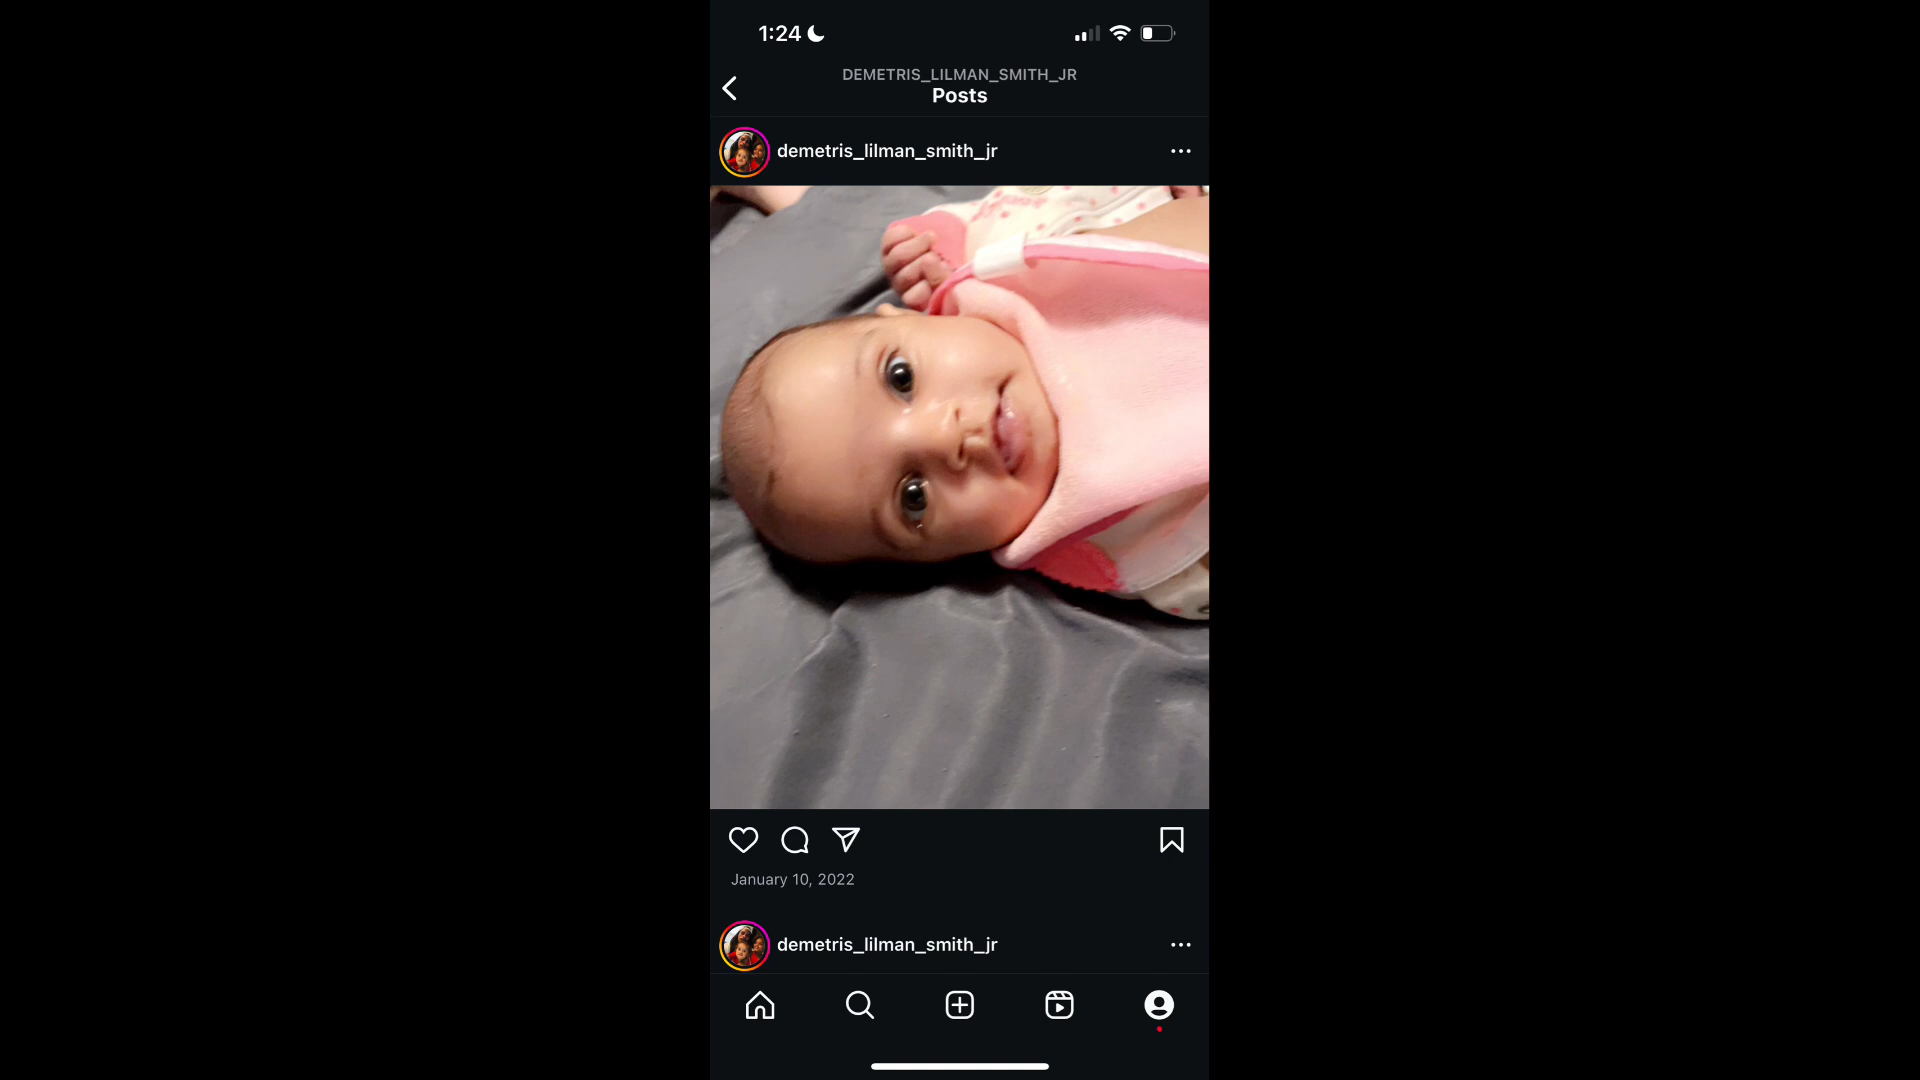 1:24
DEMETRIS_LILMAN_SMITH_JR
Posts
demetris_lilman_smith_jr
January 10, 2022
demetris_lilman_smith_jr